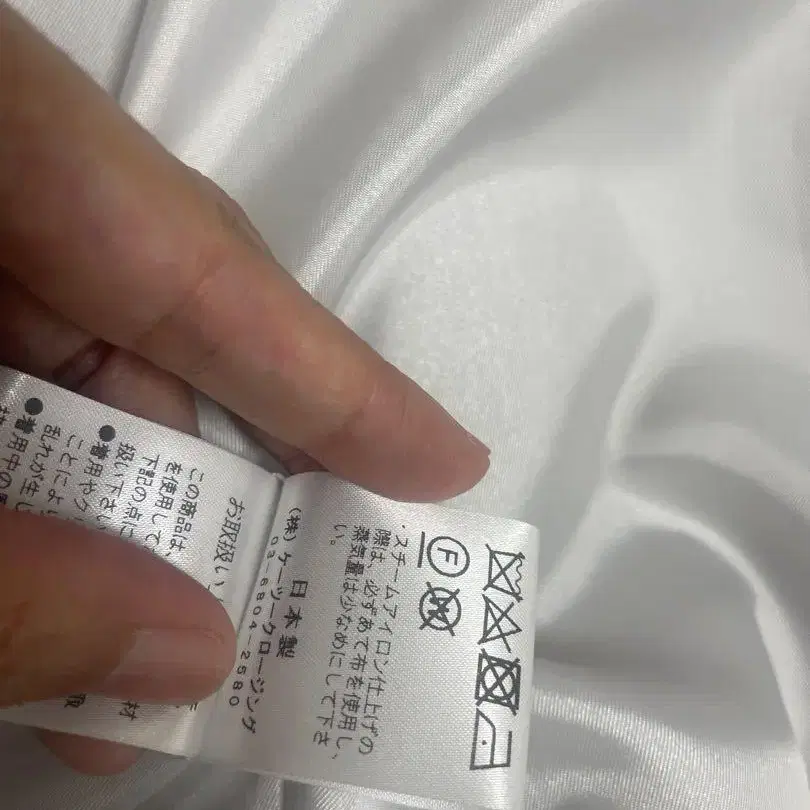 F
W
・スチームアイロン仕上げの
際は、必ずあて布を使用し、
蒸気量は少なめにして下さ
い。
日本製
(株)ケーツークロージング
03-6804-2580
お取扱い
この商品は、
を使用して
下記の点に
扱い下さい
●着用やク
ことによい
乱れが生し
●着用中の
材